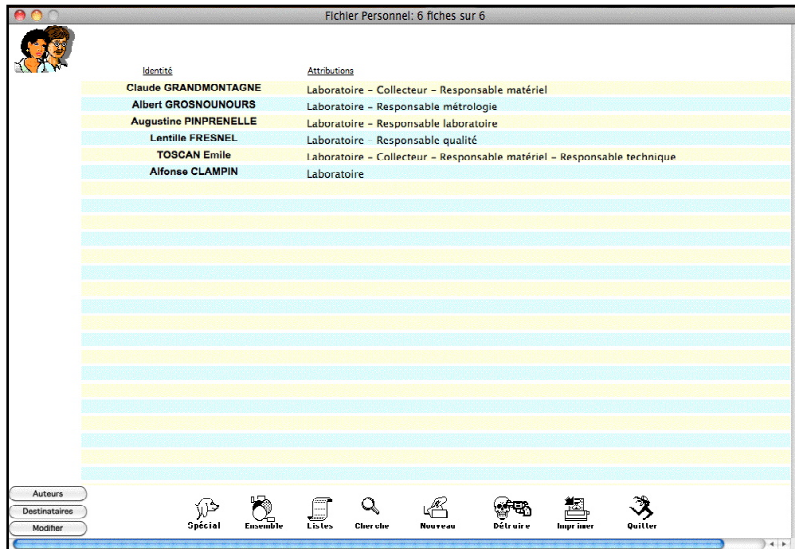 Fichier Personnel: 6 fiches sur 6
Identité Attributions
Claude GRANDMONTAGNE Laboratoire - Collecteur - Responsable matériel
Albert GROSNOUNOURS Laboratoire - Responsable métrologie
Augustine PINPRENELLE Laboratoire - Responsable laboratoire
Lentille FRESNEL Laboratoire - Responsable qualité
TOSCAN Emile Laboratoire - Collecteur - Responsable matériel - Responsable technique
Alfonse CLAMPIN Laboratoire
Auteurs
Destinataires
Modifier
Spécial Ensemble Listes Cherche Nouveau Détruire Imprimer Quitter